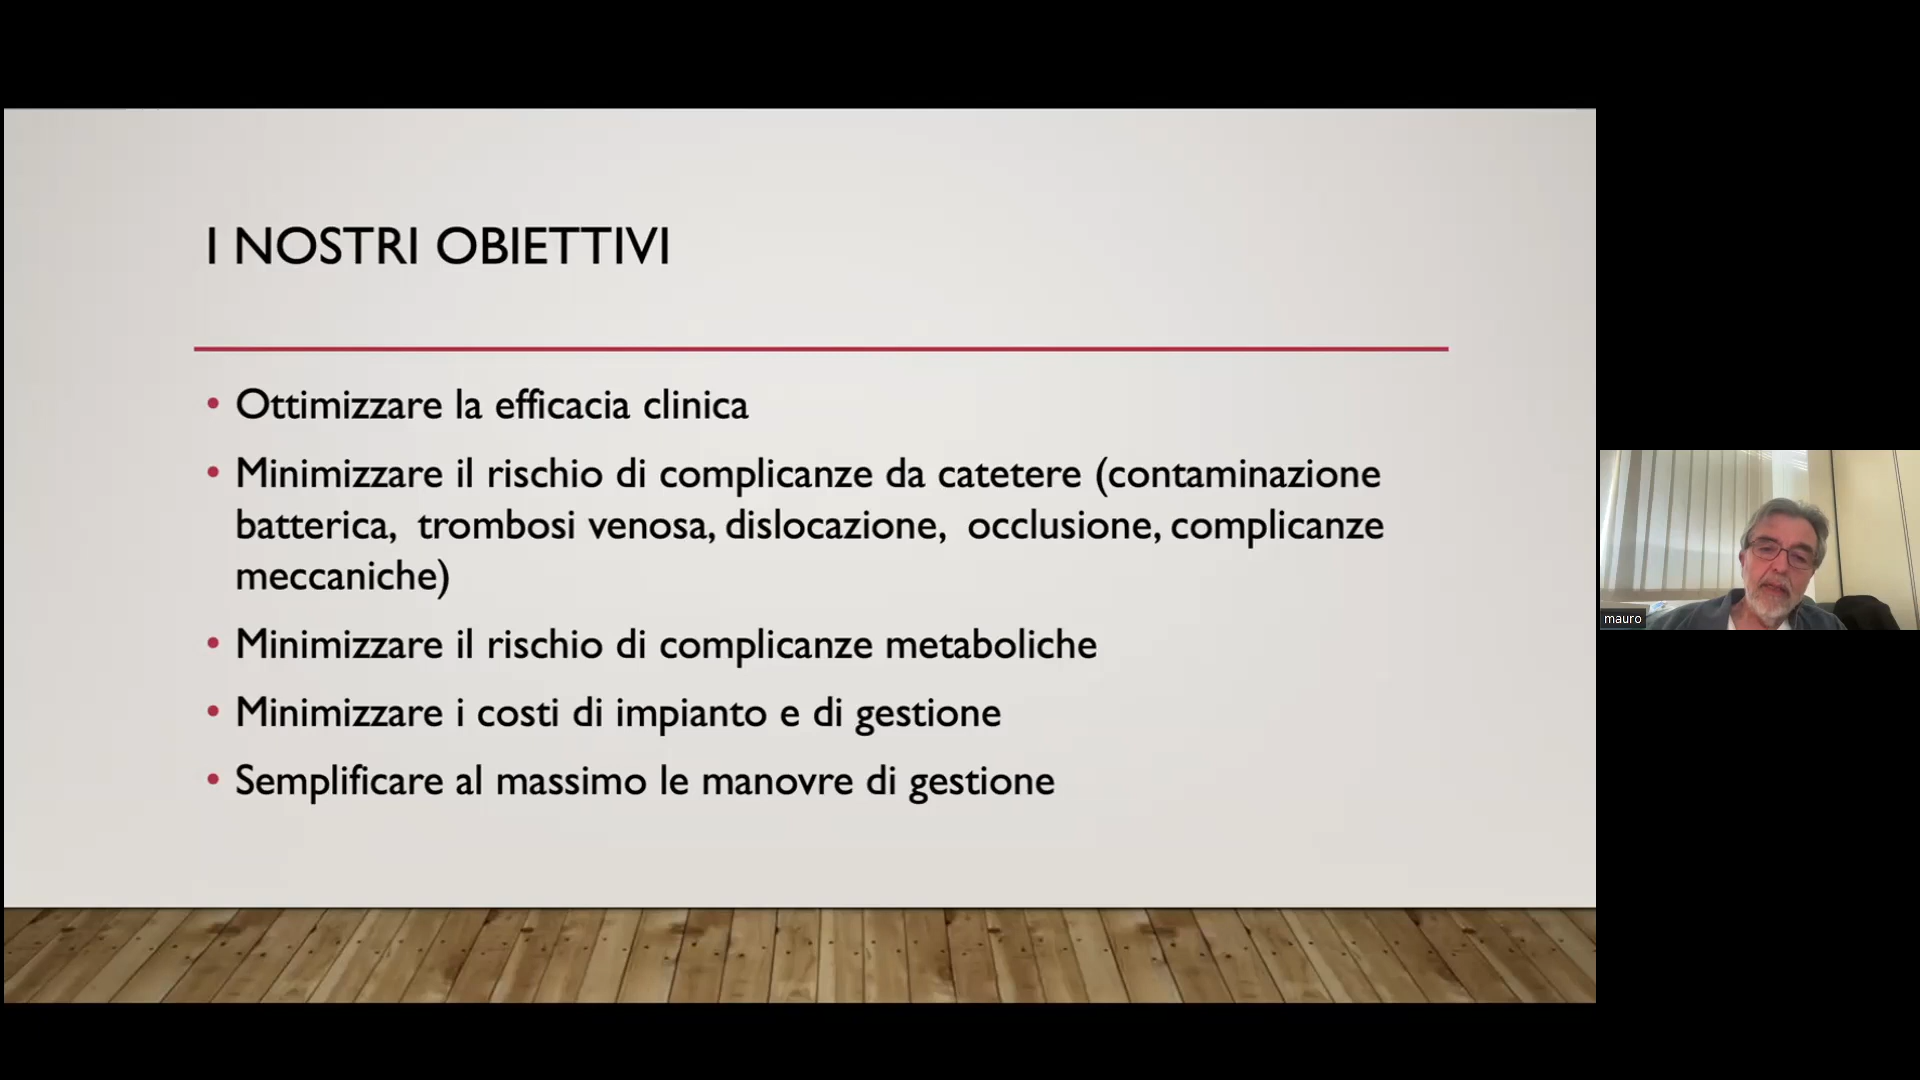 I NOSTRI OBIETTIVI
• Ottimizzare la efficacia clinica
• Minimizzare il rischio di complicanze da catetere (contaminazione
batterica, trombosi venosa, dislocazione, occlusione, complicanze
meccaniche)
• Minimizzare il rischio di complicanze metaboliche
• Minimizzare i costi di impianto e di gestione
• Semplificare al massimo le manovre di gestione
mauro